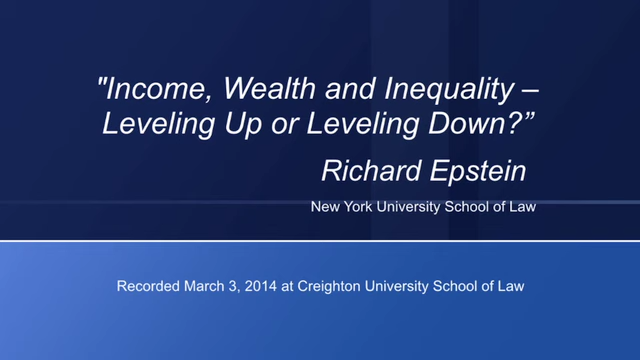 "Income, Wealth and Inequality –
Leveling Up or Leveling Down?”
Richard Epstein
New York University School of Law
Recorded March 3, 2014 at Creighton University School of Law